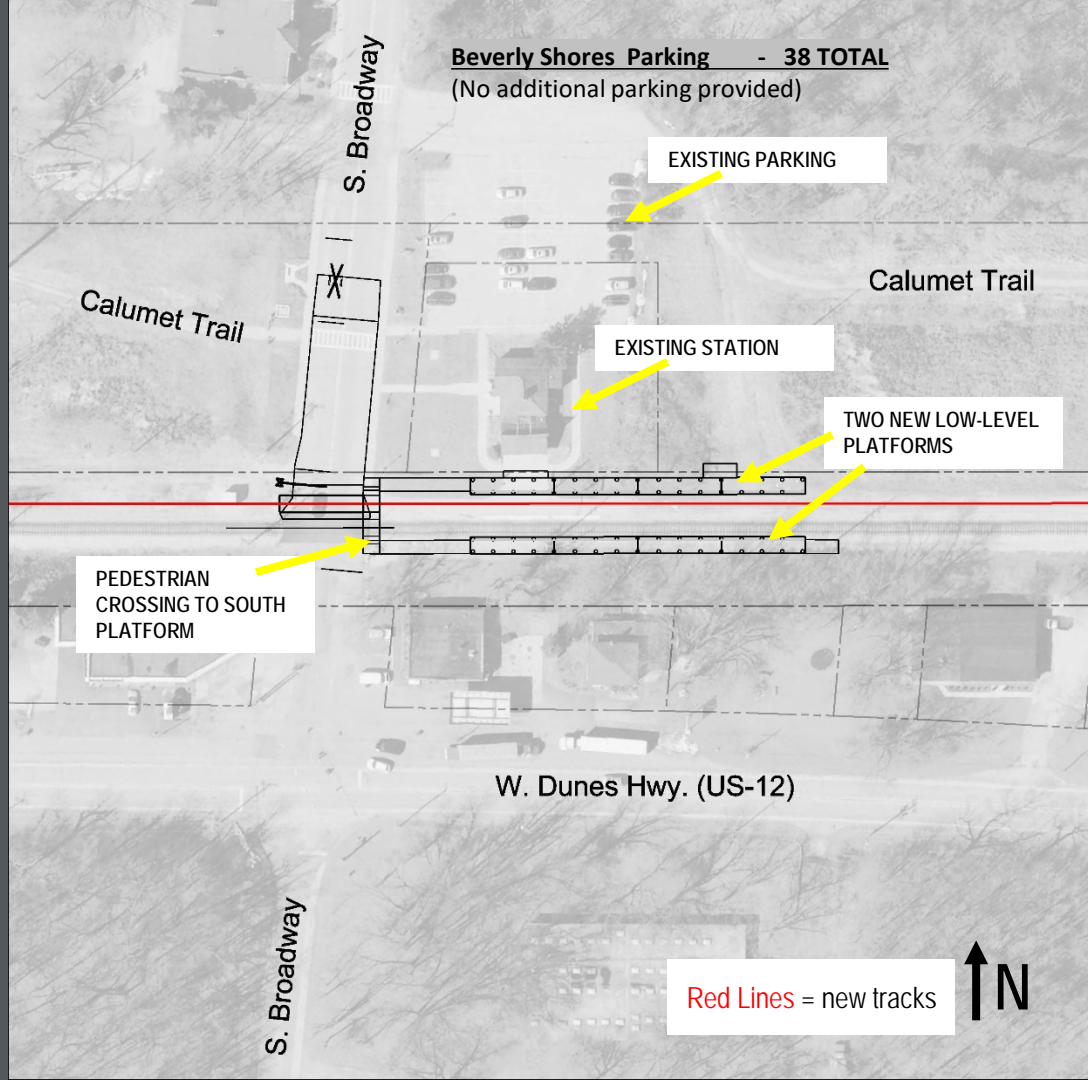 Beverly Shores Parking - 38 TOTAL
(No additional parking provided)
S. Broadway
EXISTING PARKING
Calumet Trail
Calumet Trail
EXISTING STATION
TWO NEW LOW-LEVEL
PLATFORMS
PEDESTRIAN
CROSSING TO SOUTH
PLATFORM
W. Dunes Hwy. (US-12)
S. Broadway
Red Lines = new tracks
N